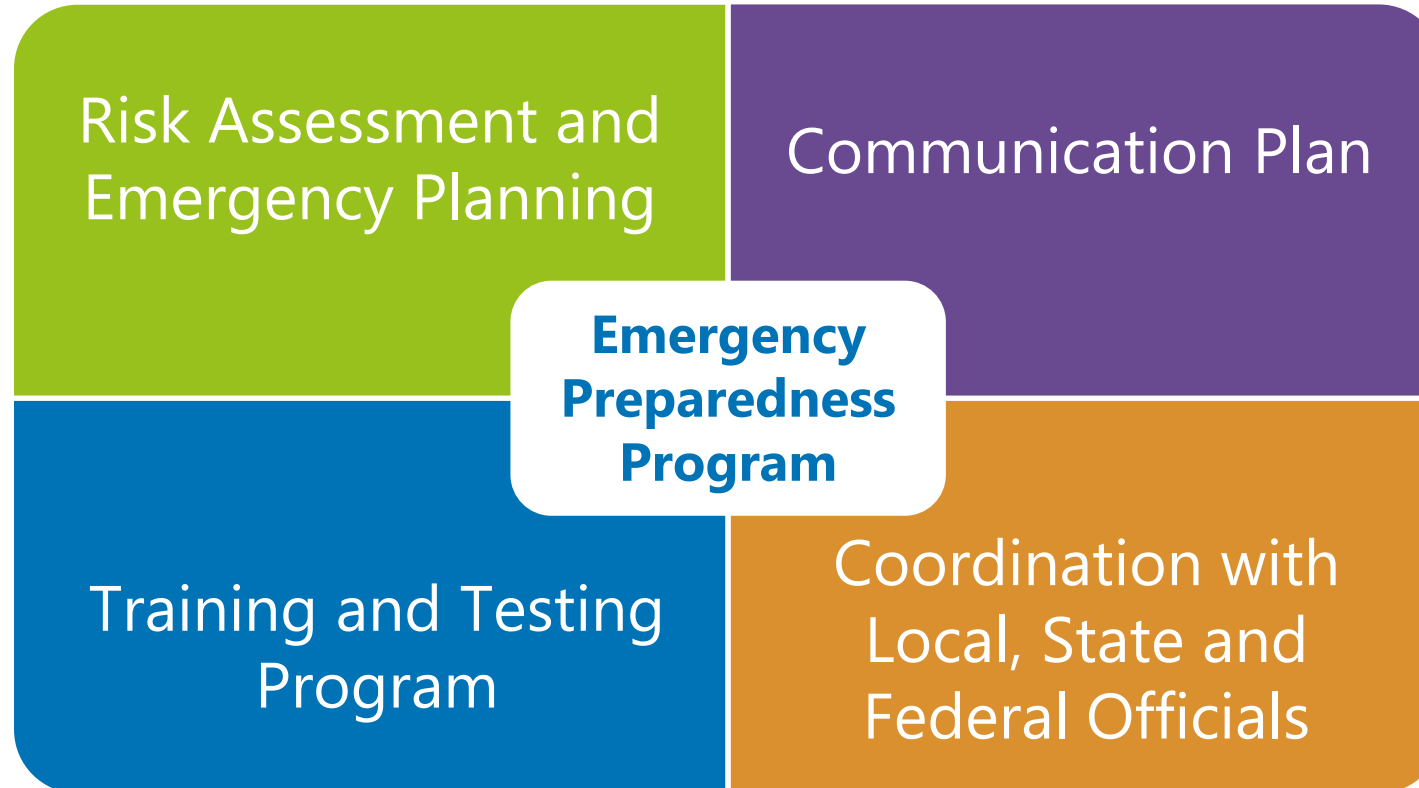 Risk Assessment and
Emergency Planning
Communication Plan
Emergency
Preparedness
Program
Training and Testing
Program
Coordination with
Local, State and
Federal Officials